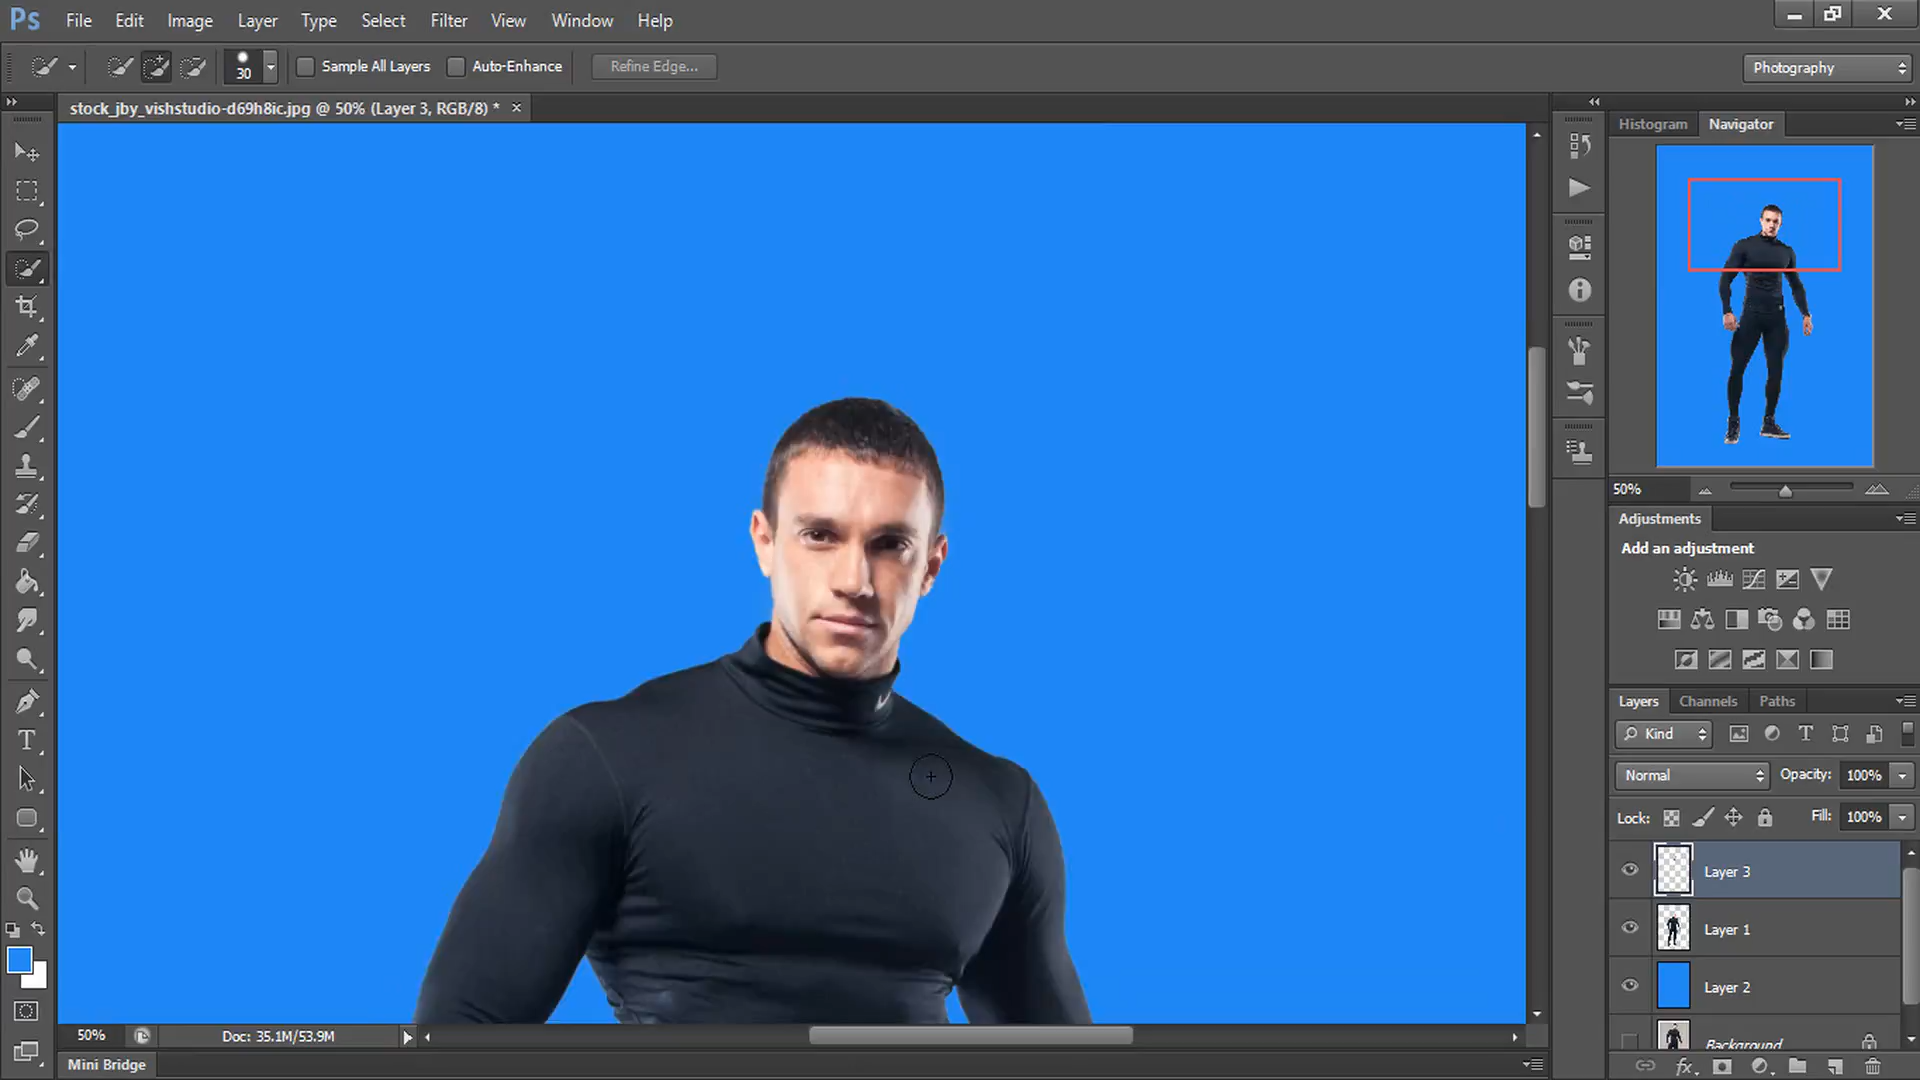 Ps File Edit Image Layer Type Select Filter View Window Help
30 Sample All Layers Auto-Enhance Refine Edge... Photography
stock_jby_vishstudio-d69h8ic.jpg @ 50% (Layer 3, RGB/8) * ×
Histogram Navigator
50%
Adjustments
Add an adjustment
Layers Channels Paths
Kind T
Normal Opacity: 100%
Lock: Fill: 100%
Layer 3
Layer 1
Layer 2
Background
fx
T
50% Doc: 35.1M/53.9M
Mini Bridge